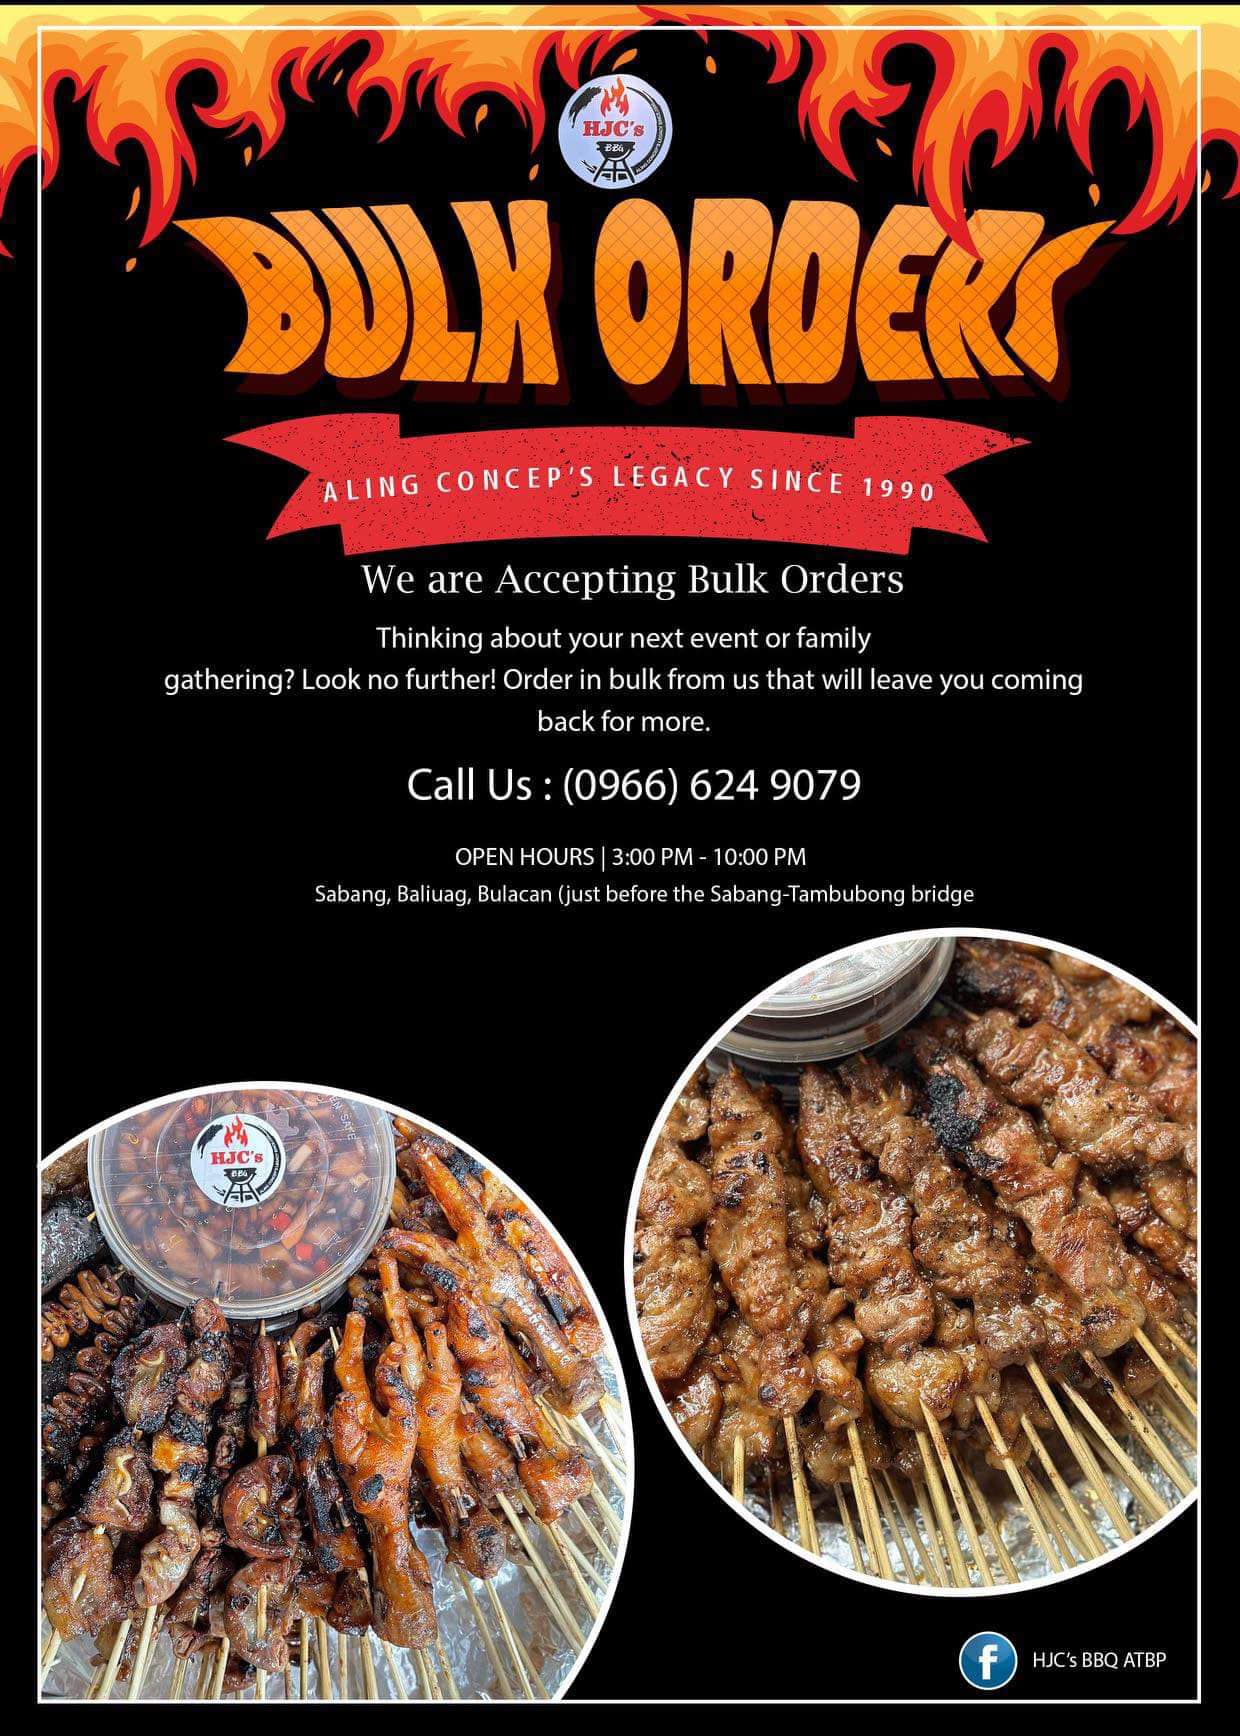 HJC's
BBQ
BULK ORDERS
ALING CONCEP'S LEGACY SINCE 1990
We are Accepting Bulk Orders
Thinking about your next event or family
gathering? Look no further! Order in bulk from us that will leave you coming
back for more.
Call Us : (0966) 624 9079
OPEN HOURS | 3:00 PM - 10:00 PM
Sabang, Baliuag, Bulacan (just before the Sabang-Tambubong bridge
HJC's
BBQ
f HJC's BBQ ATBP